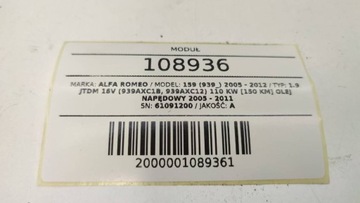 MODUŁ
108936
MARKA: ALFA ROMEO / MODEL: 159 (939_) 2005 - 2012 / TYP: 1.9
JTDM 16V (939AXC1B, 939AXC12) 110 KW [150 KM] OLEJ
NAPĘDOWY 2005 - 2011
SN: 61091200 / JAKOŚĆ: A
2000001089361